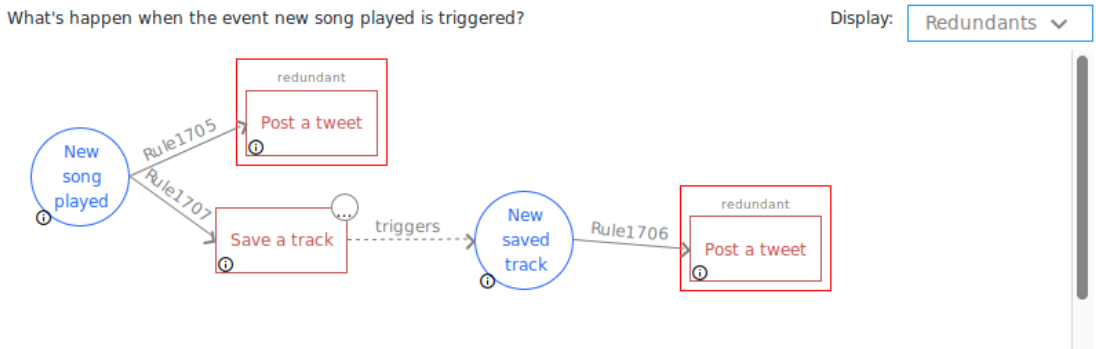 What's happen when the event new song played is triggered?
Display:
Redundants
redundant
Post a tweet
Rule1705
New
song
played
Rule1707
...
Save a track
triggers
New
saved
track
Rule1706
redundant
Post a tweet